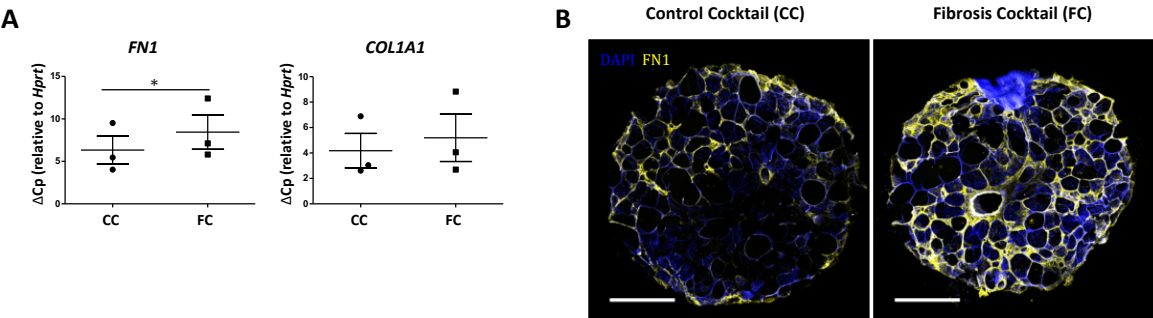 A
FN1
ΔCp (relative to Hprt)
15
10
5
0
*
CC
FC
COL1A1
ΔCp (relative to Hprt)
10
8
6
4
2
0
CC
FC
B
Control Cocktail (CC)
Fibrosis Cocktail (FC)
DAPI FN1